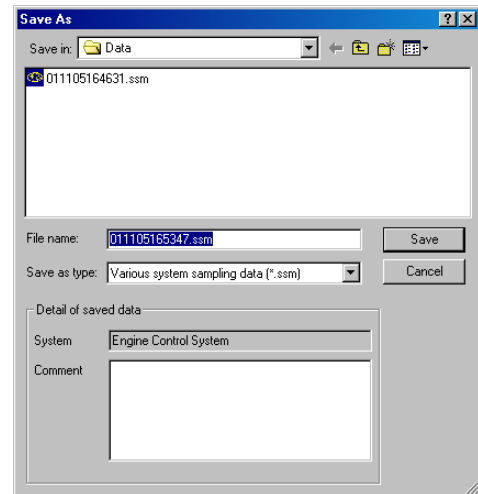 Save As
Save in: Data
011105164631.ssm
File name: 011105165347.ssm Save
Save as type: Various system sampling data (*.ssm) Cancel
Detail of saved data
System Engine Control System
Comment